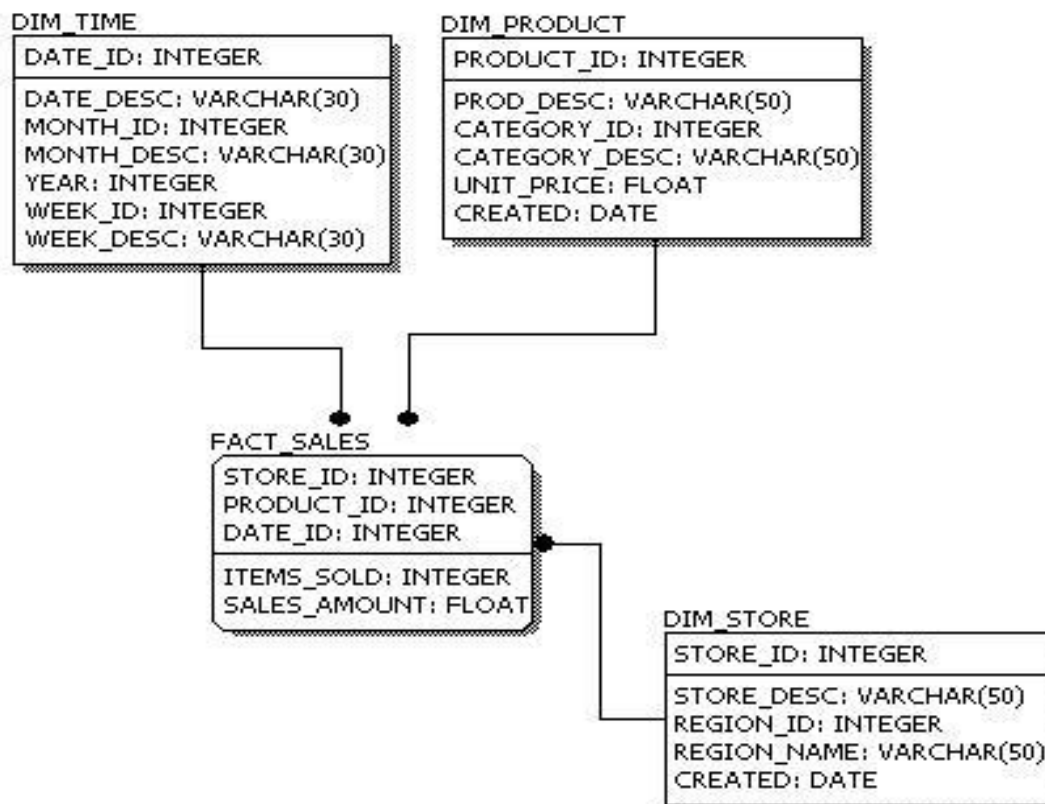 DIM_TIME
DATE_ID: INTEGER
DATE_DESC: VARCHAR(30)
MONTH_ID: INTEGER
MONTH_DESC: VARCHAR(30)
YEAR: INTEGER
WEEK_ID: INTEGER
WEEK_DESC: VARCHAR(30)
DIM_PRODUCT
PRODUCT_ID: INTEGER
PROD_DESC: VARCHAR(50)
CATEGORY_ID: INTEGER
CATEGORY_DESC: VARCHAR(50)
UNIT_PRICE: FLOAT
CREATED: DATE
FACT_SALES
STORE_ID: INTEGER
PRODUCT_ID: INTEGER
DATE_ID: INTEGER
ITEMS_SOLD: INTEGER
SALES_AMOUNT: FLOAT
DIM_STORE
STORE_ID: INTEGER
STORE_DESC: VARCHAR(50)
REGION_ID: INTEGER
REGION_NAME: VARCHAR(50)
CREATED: DATE